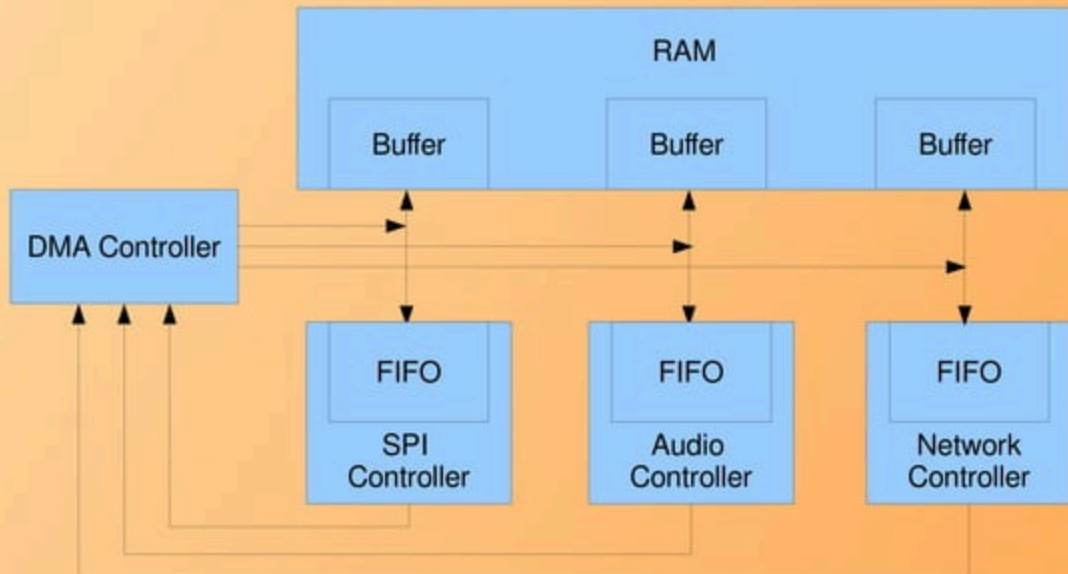 RAM
Buffer
Buffer
Buffer
DMA Controller
FIFO
FIFO
FIFO
SPI
Controller
Audio
Controller
Network
Controller